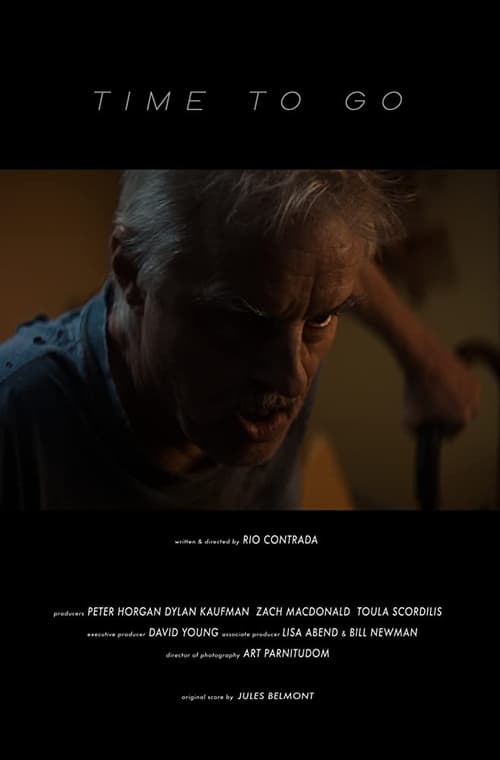 TIME TO GO
written & directed by RIO CONTRADA
producers PETER HORGAN DYLAN KAUFMAN ZACH MACDONALD TOULA SCORDILIS
executive producer DAVID YOUNG associate producer LISA ABEND & BILL NEWMAN
director of photography ART PARNITUDOM
original score by JULES BELMONT